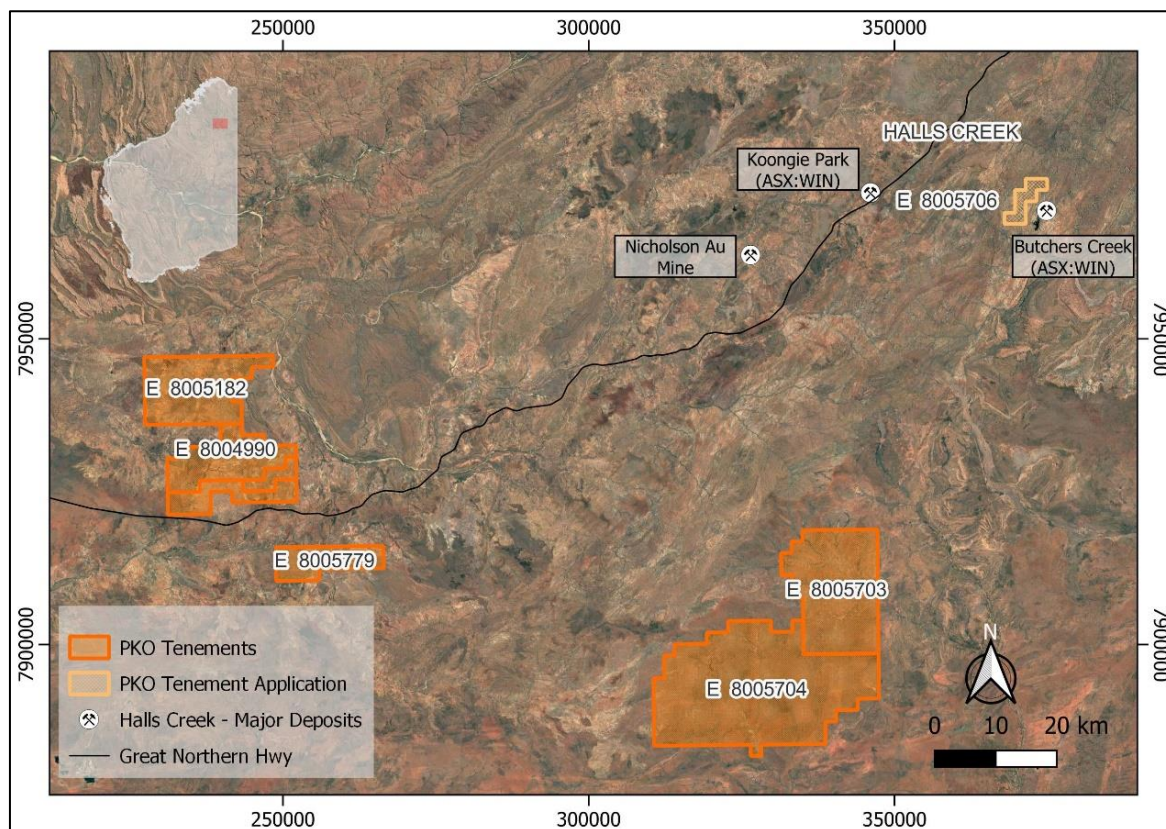 250000
300000
350000
HALLS CREEK
Koongie Park
(ASX:WIN)
E 8005706
Nicholson Au
Mine
Butchers Creek
(ASX:WIN)
7950000
7950000
E 8005182
E 8004990
E 8005779
E 8005703
7900000
7900000
E 8005704
PKO Tenements
PKO Tenement Application
Halls Creek - Major Deposits
Great Northern Hwy
N
0 10 20 km
250000
300000
350000